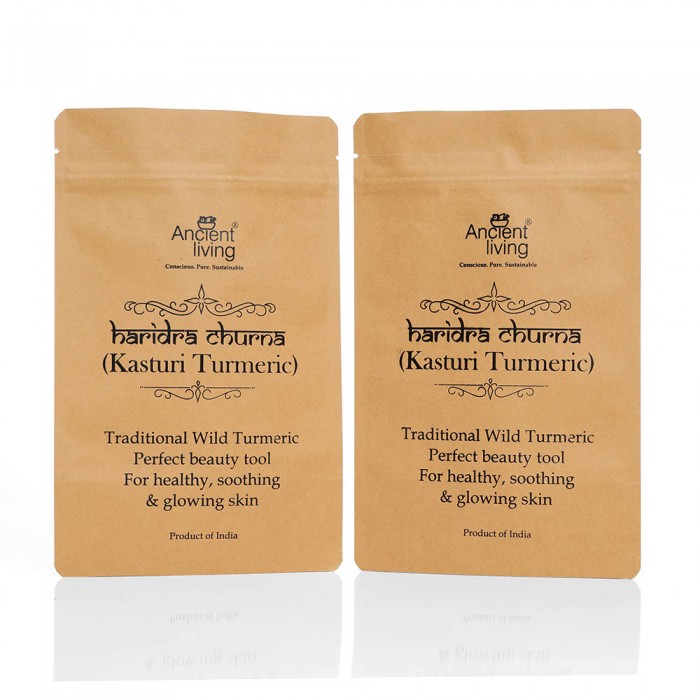 Ancient®
living
Conscious. Pure. Sustainable
haridra churna
(Kasturi Turmeric)
Traditional Wild Turmeric
Perfect beauty tool
For healthy, soothing
& glowing skin
Product of India
Ancient®
living
Conscious. Pure. Sustainable
haridra churna
(Kasturi Turmeric)
Traditional Wild Turmeric
Perfect beauty tool
For healthy, soothing
& glowing skin
Product of India